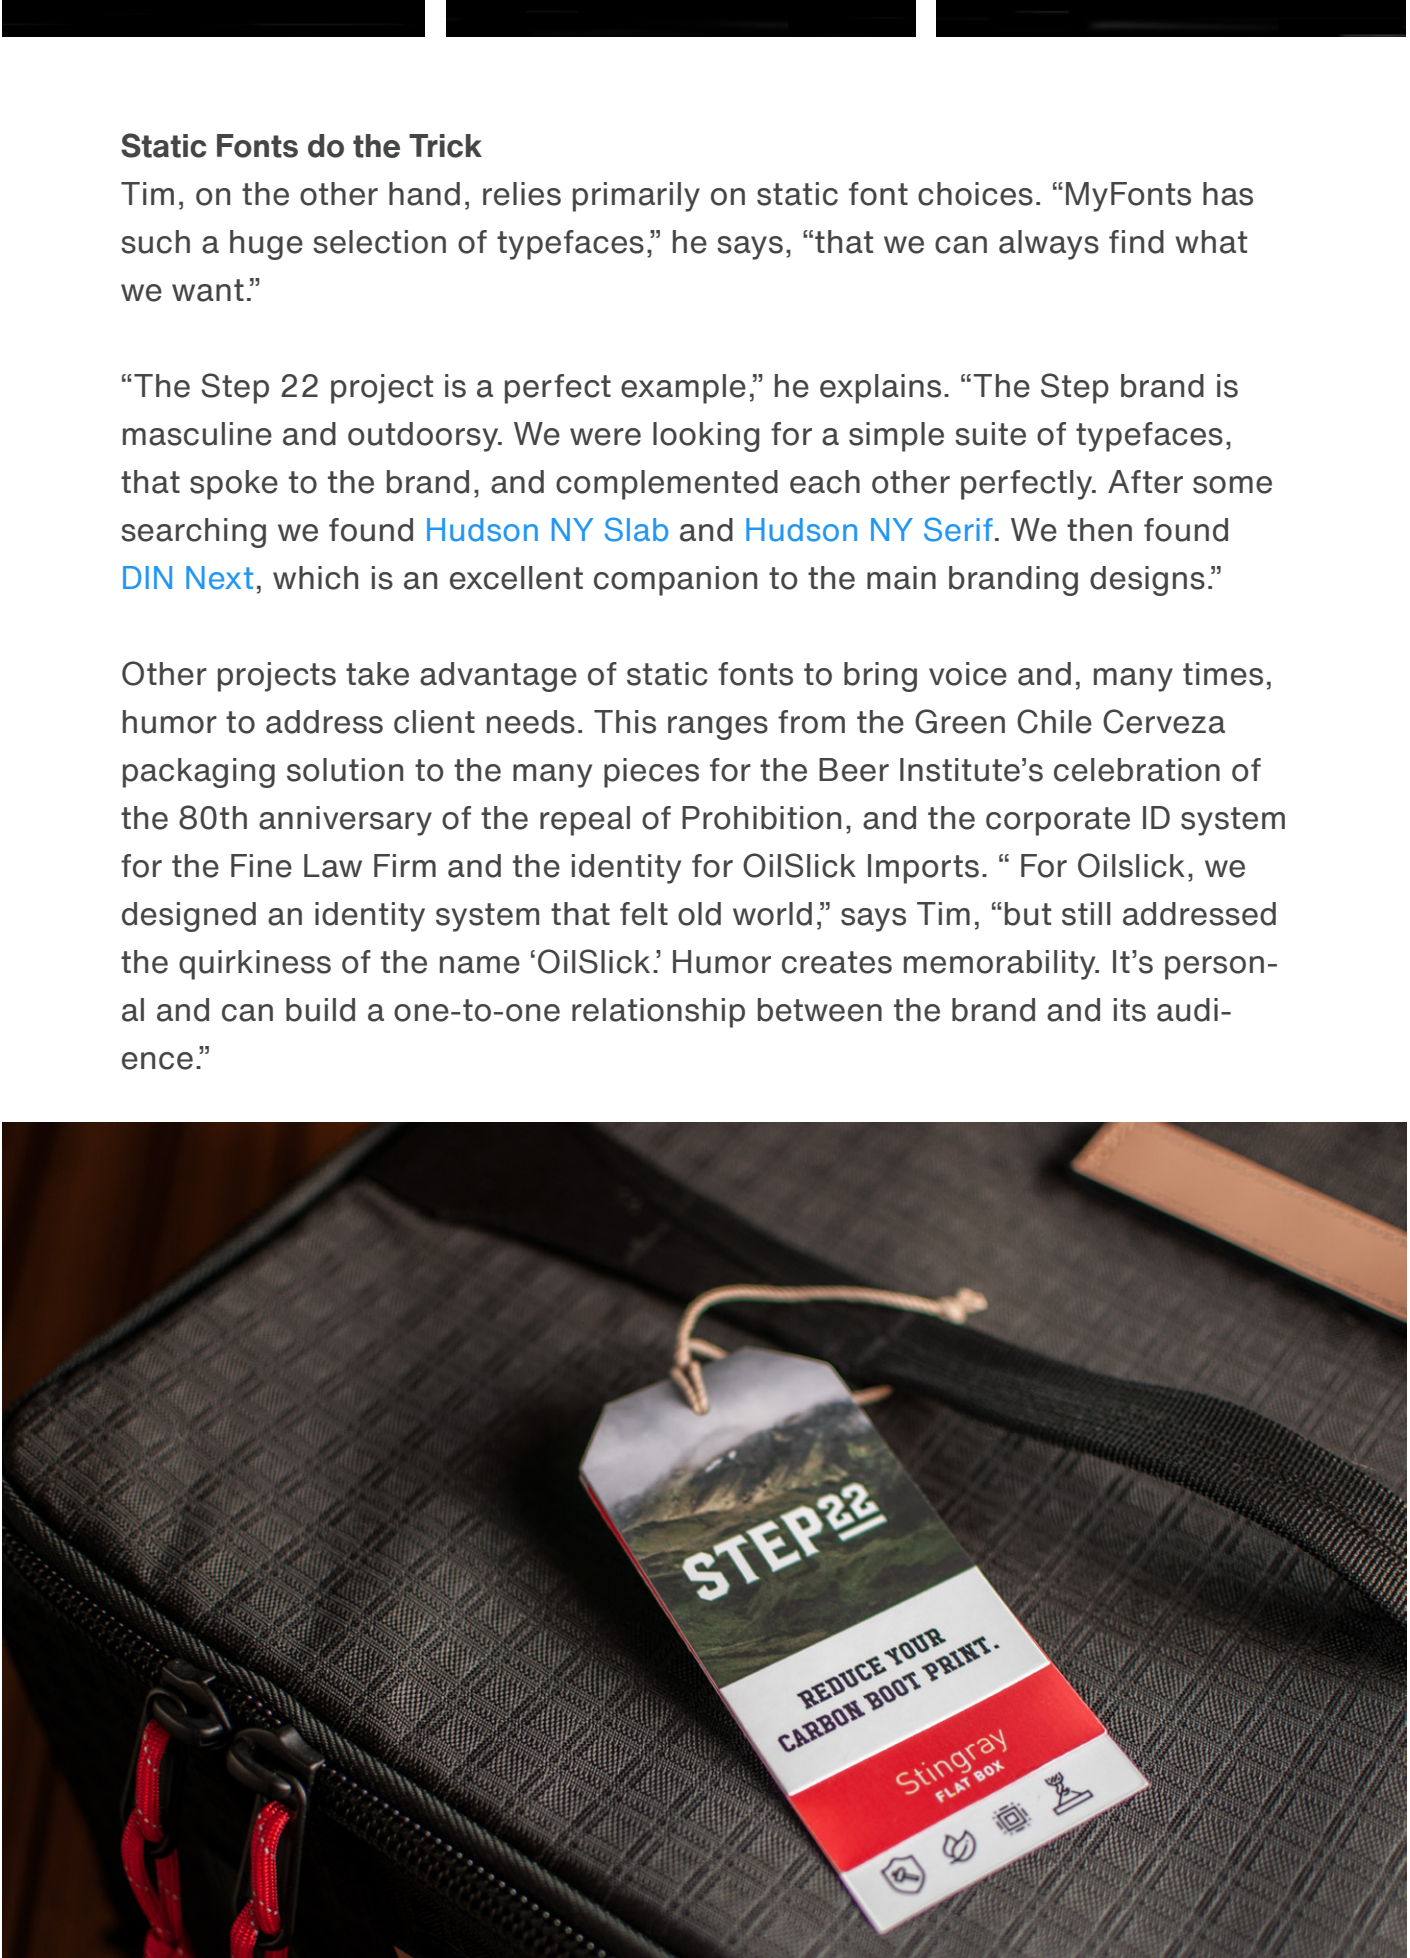 Static Fonts do the Trick
Tim, on the other hand, relies primarily on static font choices. “MyFonts has
such a huge selection of typefaces,” he says, “that we can always find what
we want.”
“The Step 22 project is a perfect example,” he explains. “The Step brand is
masculine and outdoorsy. We were looking for a simple suite of typefaces,
that spoke to the brand, and complemented each other perfectly. After some
searching we found Hudson NY Slab and Hudson NY Serif. We then found
DIN Next, which is an excellent companion to the main branding designs.”
Other projects take advantage of static fonts to bring voice and, many times,
humor to address client needs. This ranges from the Green Chile Cerveza
packaging solution to the many pieces for the Beer Institute’s celebration of
the 80th anniversary of the repeal of Prohibition, and the corporate ID system
for the Fine Law Firm and the identity for OilSlick Imports. “ For Oilslick, we
designed an identity system that felt old world,” says Tim, “but still addressed
the quirkiness of the name ‘OilSlick.’ Humor creates memorability. It’s person-
al and can build a one-to-one relationship between the brand and its audi-
ence.”
STEP22
REDUCE YOUR
CARBON BOOT PRINT.
Stingray
FLAT BOX